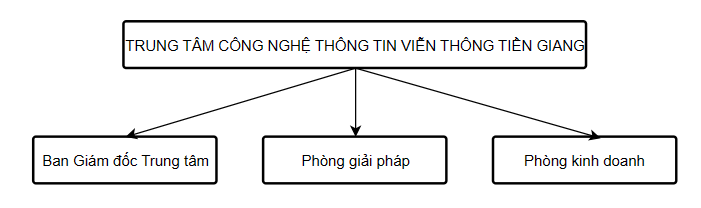 TRUNG TÂM CÔNG NGHỆ THÔNG TIN VIỄN THÔNG TIỀN GIANG
Ban Giám đốc Trung tâm
Phòng giải pháp
Phòng kinh doanh